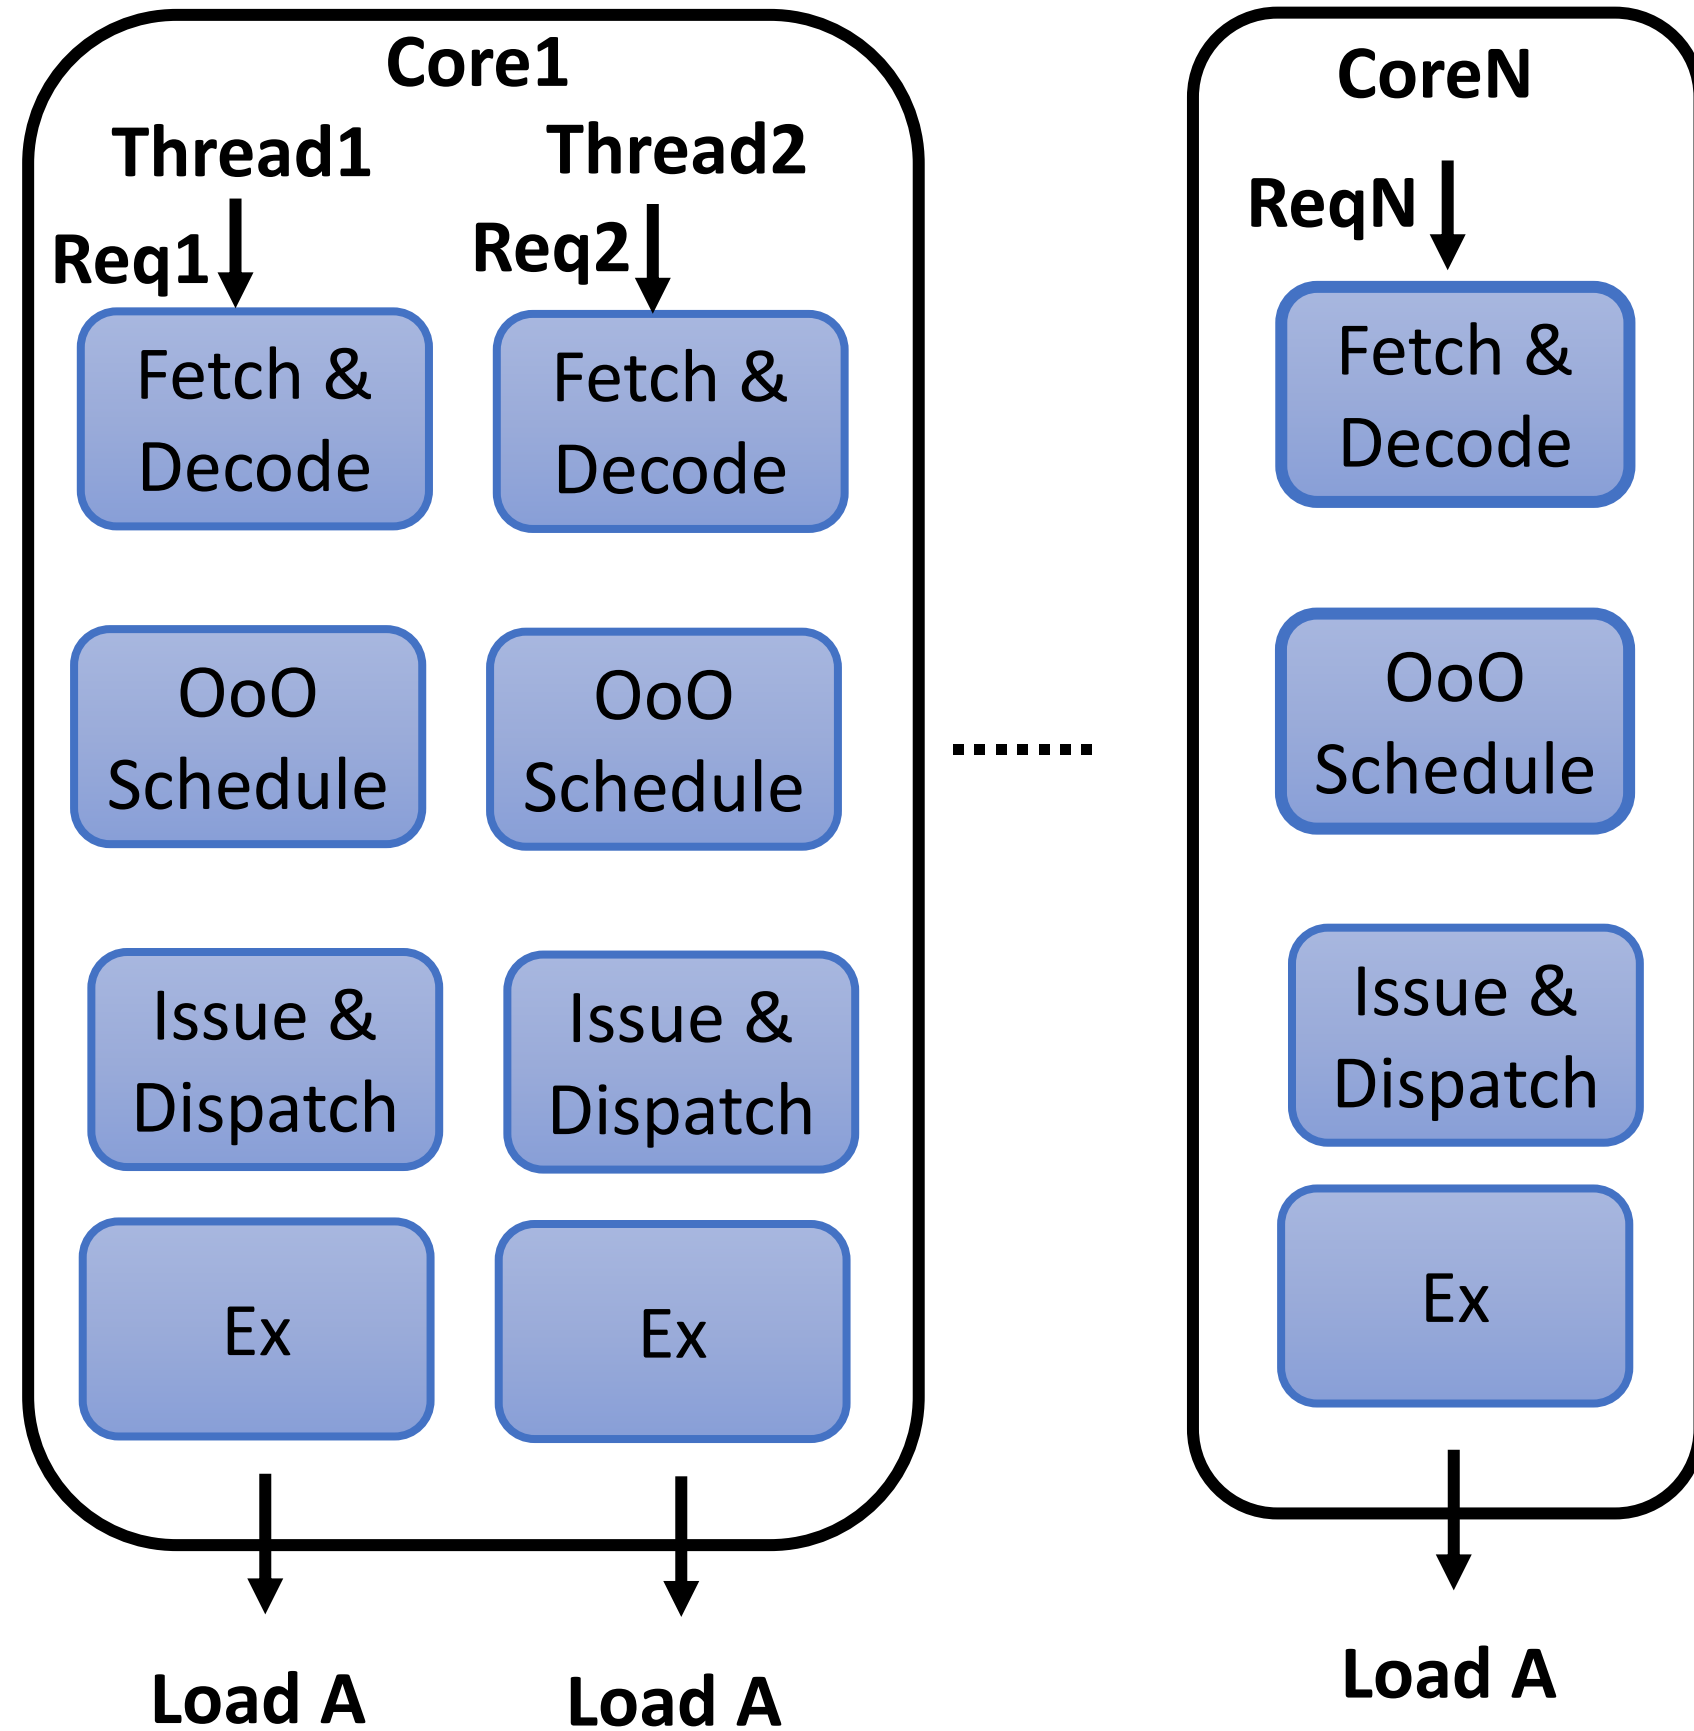 Core1
Thread1
Thread2
Req1
Req2
Fetch &
Decode
Fetch &
Decode
OoO
Schedule
OoO
Schedule
Issue &
Dispatch
Issue &
Dispatch
Ex
Ex
Load A
Load A
CoreN
ReqN
Fetch &
Decode
OoO
Schedule
Issue &
Dispatch
Ex
Load A